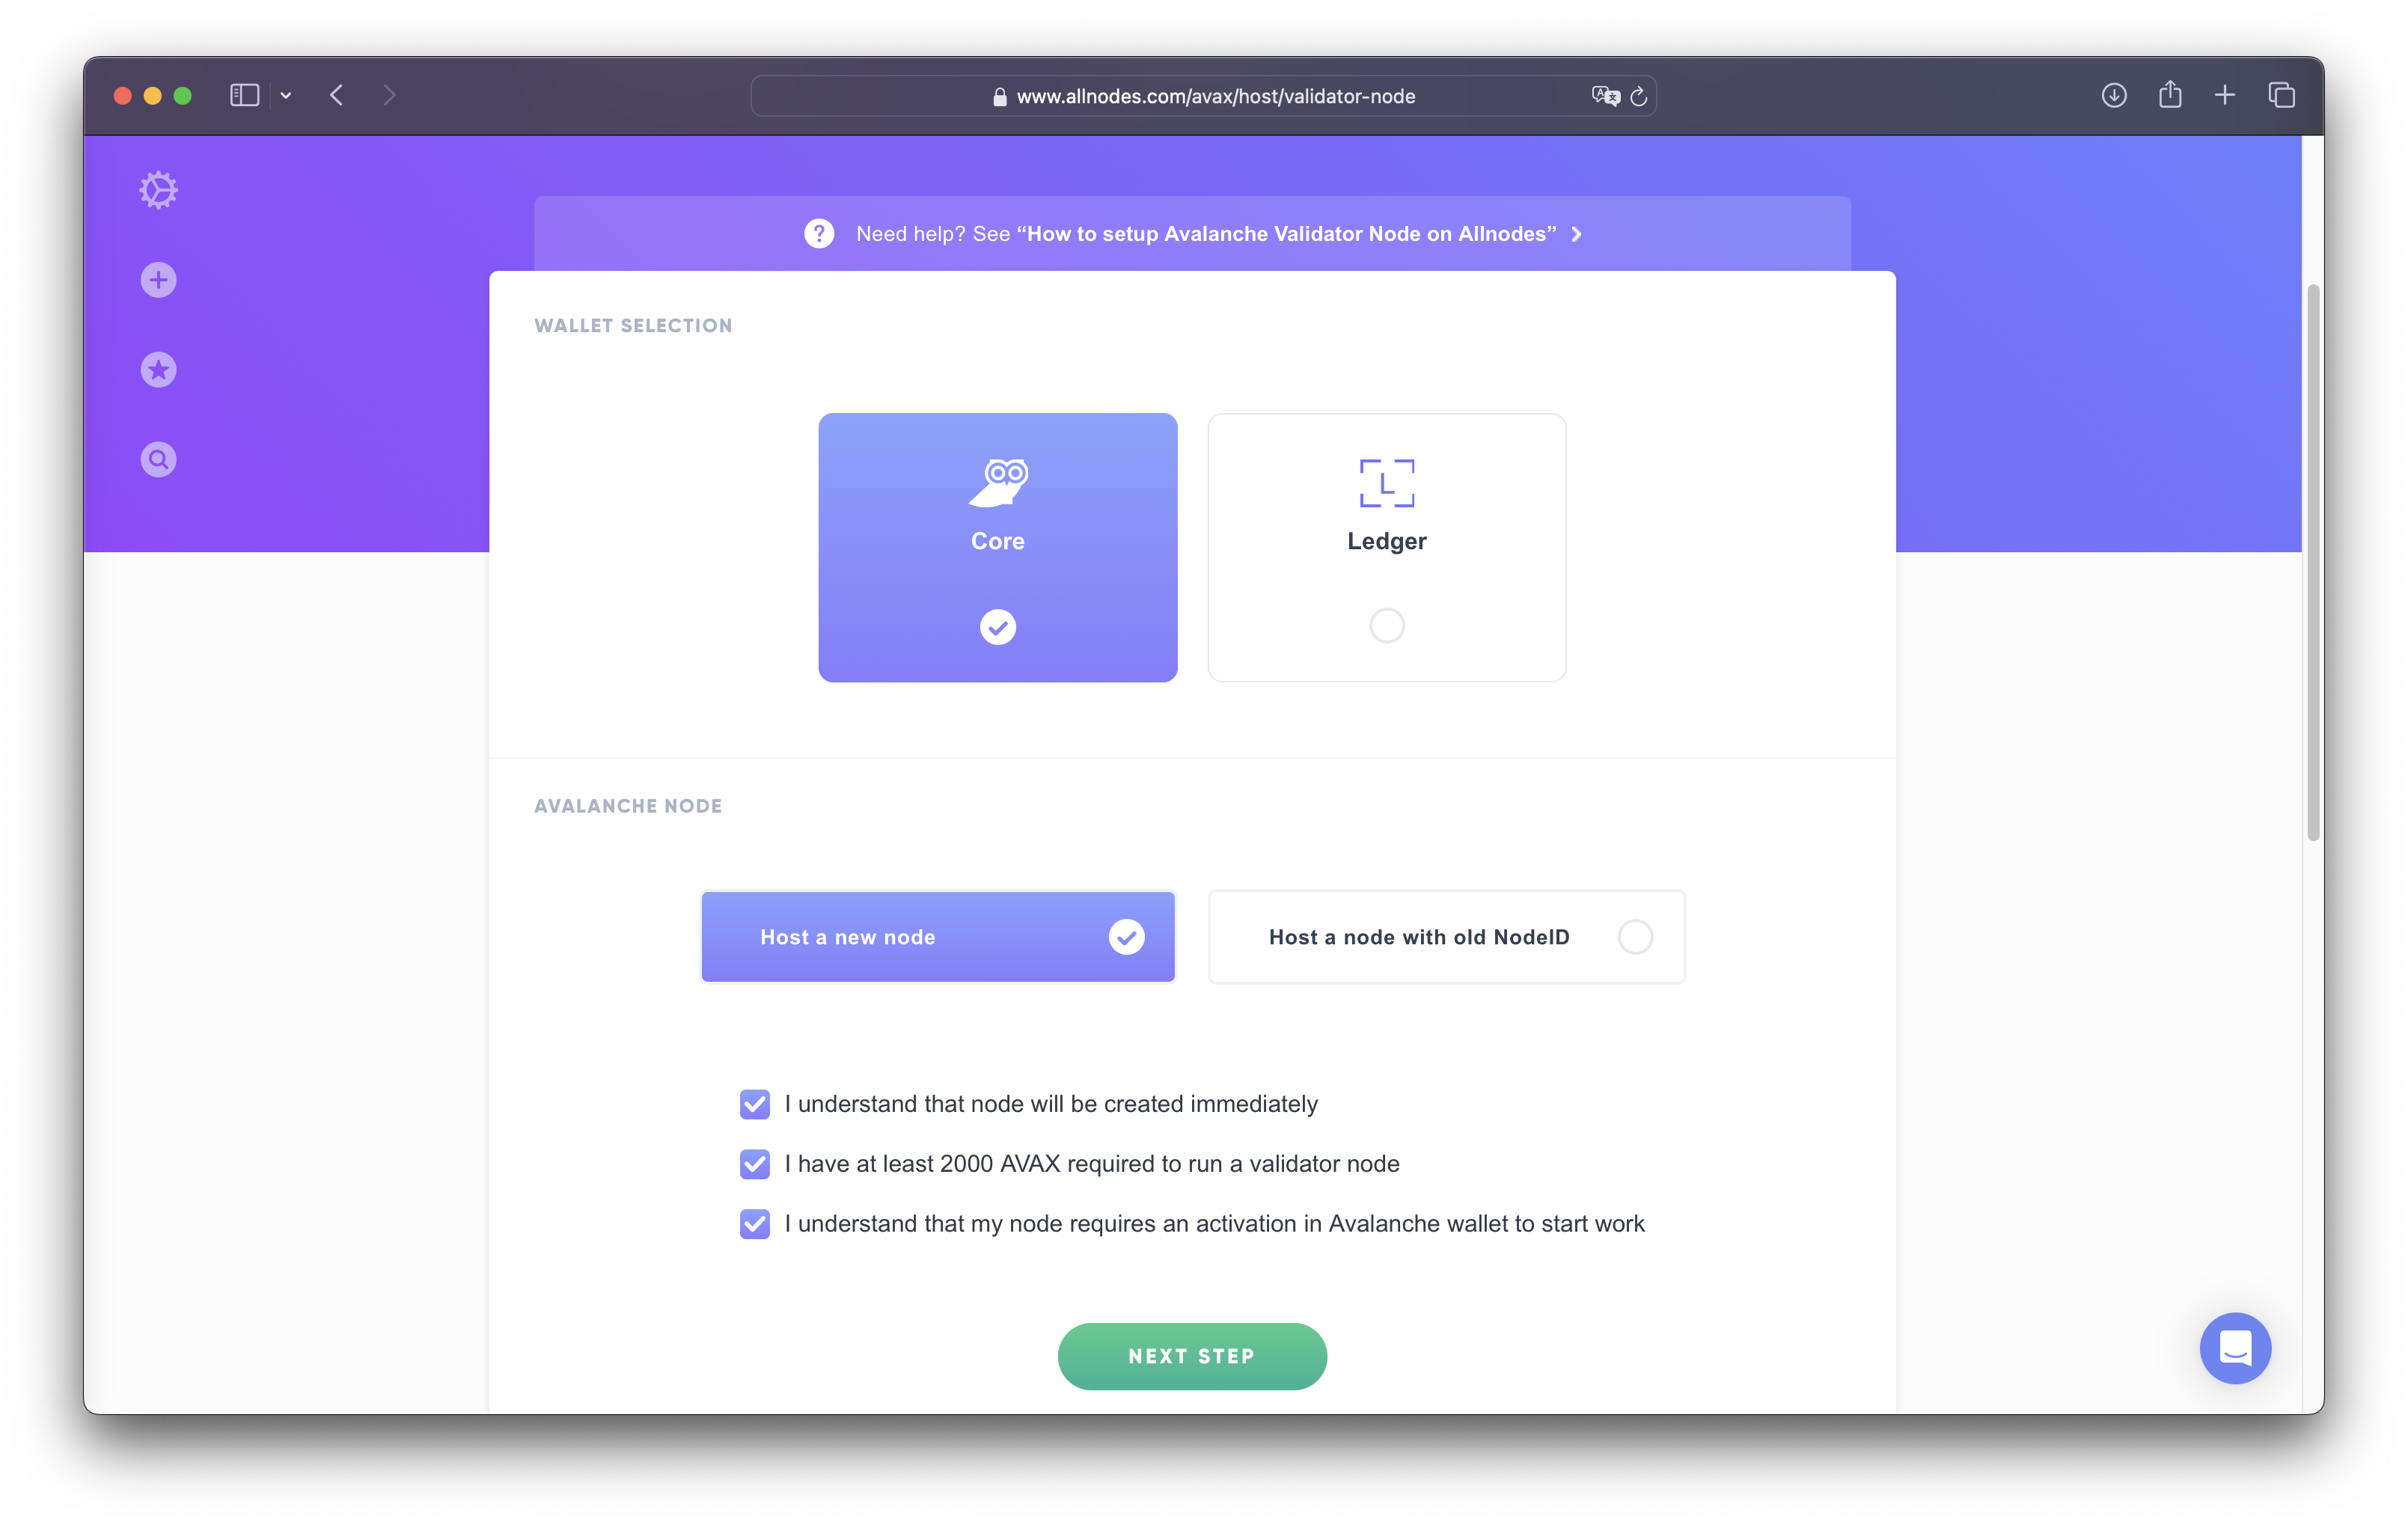 www.allnodes.com/avax/host/validator-node
Need help? See “How to setup Avalanche Validator Node on Allnodes”
WALLET SELECTION
L
Core
Ledger
AVALANCHE NODE
Host a new node
Host a node with old NodeID
I understand that node will be created immediately
I have at least 2000 AVAX required to run a validator node
I understand that my node requires an activation in Avalanche wallet to start work
NEXT STEP